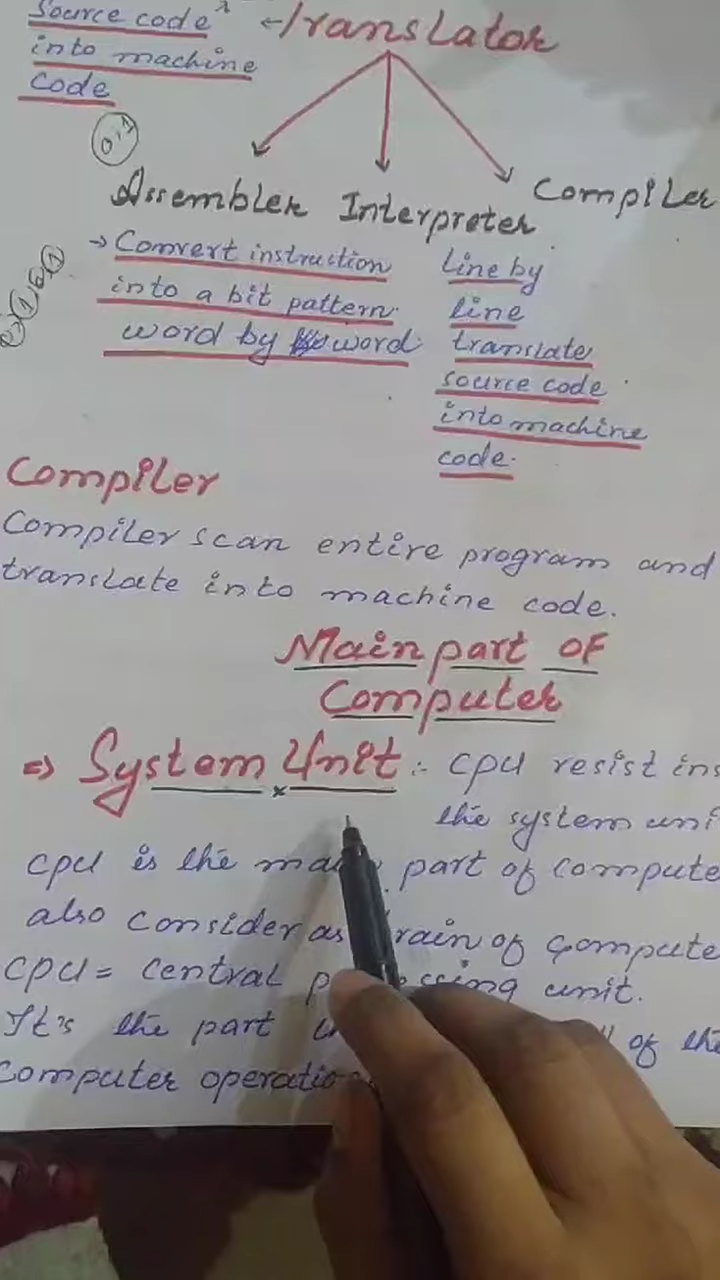 Source code
into machine
code
Translator
Assembler Interpreter Compiler
→ Convert instruction
into a bit pattern.
word by word.
Line by
line
translate
source code
into machine
code.
Compiler
Compiler scan entire program and
translate into machine code.
Main part of
Computer
⇒ System Unit :- CPU resist ins
the system uni
CPU is the part of compute
also consider as rain of compute
CPU = central p ssing unit.
It's the part of the
computer operatio